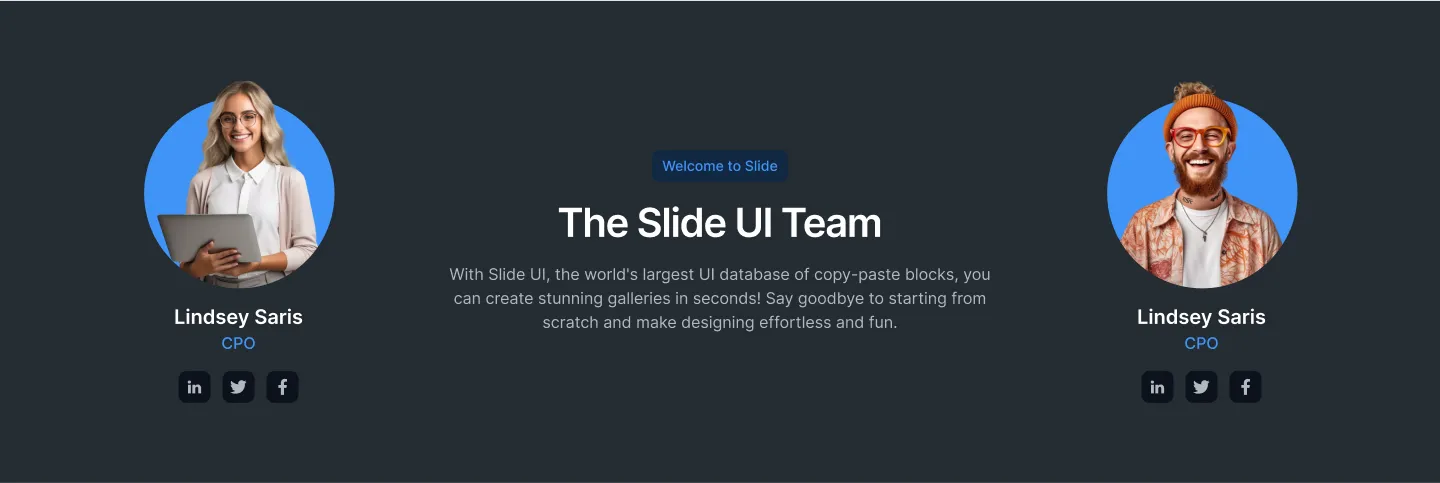 Welcome to Slide
The Slide UI Team
With Slide UI, the world's largest UI database of copy-paste blocks, you
can create stunning galleries in seconds! Say goodbye to starting from
scratch and make designing effortless and fun.
Lindsey Saris
CPO
in
Lindsey Saris
CPO
in